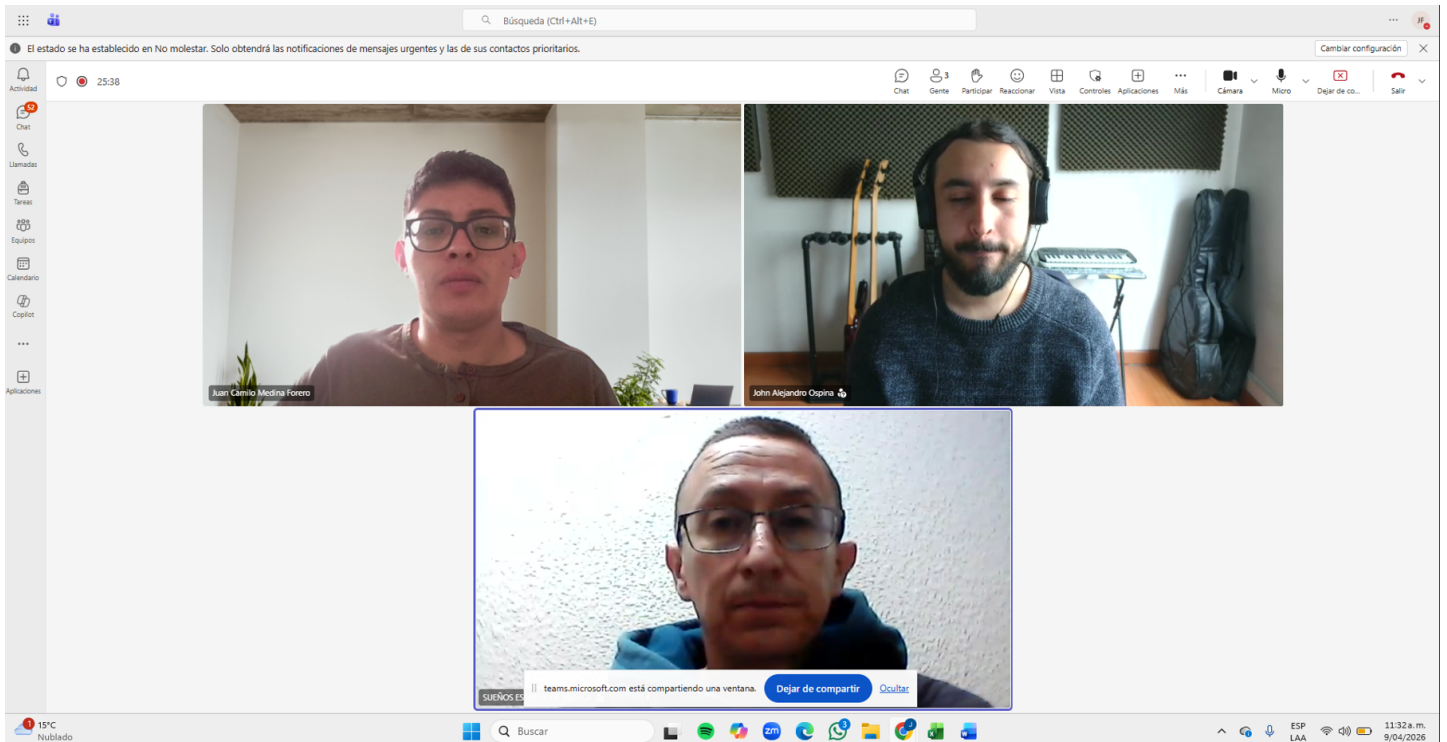 Búsqueda (Ctrl+Alt+E)
JF
El estado se ha establecido en No molestar. Solo obtendrá las notificaciones de mensajes urgentes y las de sus contactos prioritarios.
Cambiar configuración
25:38
Chat
3
Gente
Participar
Reaccionar
Vista
Controles
Aplicaciones
Más
Cámara
Micro
Dejar de co...
Salir
Actividad
52
Chat
Llamadas
Tareas
Equipos
Calendario
Copilot
Aplicaciones
Juan Camilo Medina Forero
John Alejandro Ospina
SUEÑOS ES
teams.microsoft.com está compartiendo una ventana.
Dejar de compartir
Ocultar
1
15°C
Nublado
Buscar
zm
3
J
ESP
LAA
11:32 a. m.
9/04/2026